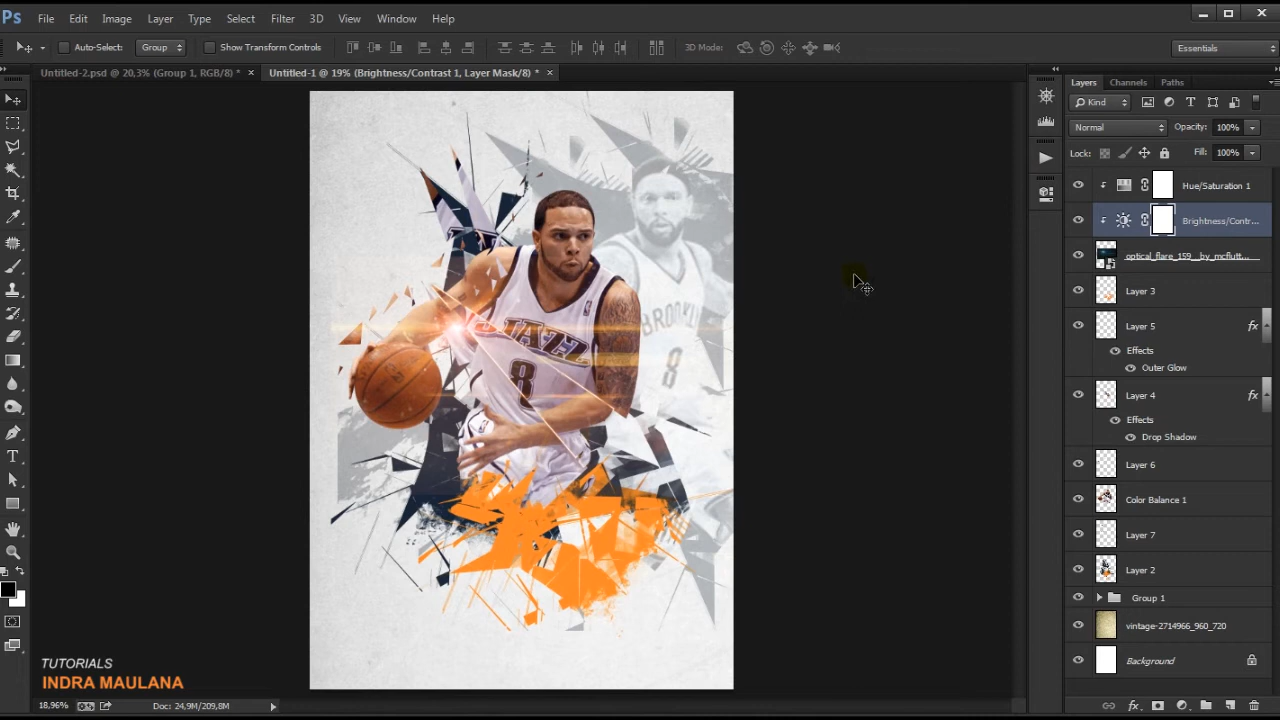 Ps File Edit Image Layer Type Select Filter 3D View Window Help
Auto-Select: Group Show Transform Controls 3D Mode: Essentials
Untitled-2.psd @ 20,3% (Group 1, RGB/8) * × Untitled-1 @ 19% (Brightness/Contrast 1, Layer Mask/8) * ×
Layers Channels Paths
Kind
Normal Opacity: 100%
Lock: Fill: 100%
Hue/Saturation 1
Brightness/Contr...
optical_flare_159__by_mcflutt...
Layer 3
Layer 5 fx
Effects
Outer Glow
Layer 4 fx
Effects
Drop Shadow
Layer 6
Color Balance 1
Layer 7
Layer 2
Group 1
vintage-2714966_960_720
Background
JAZZ
8
BROOKLYN
8
TUTORIALS
INDRA MAULANA
18,96% Doc: 24,9M/209,8M